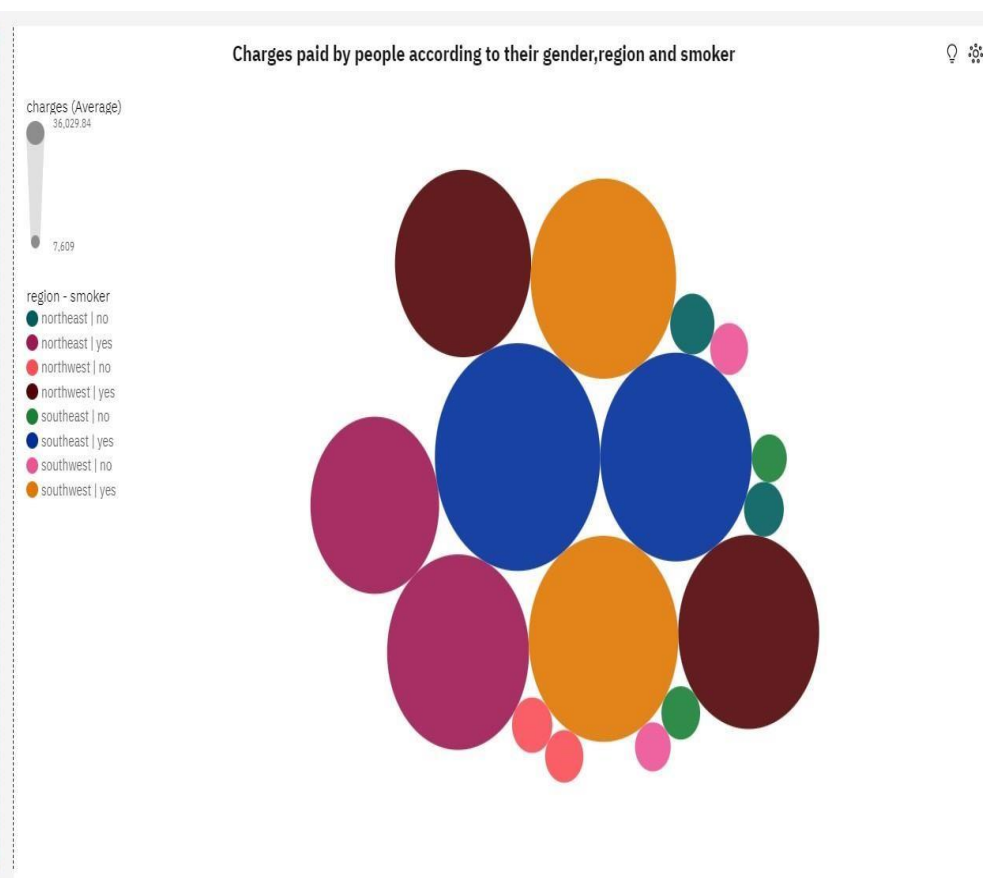 Charges paid by people according to their gender,region and smoker
charges (Average)
36,029.84
7,609
region - smoker
northeast | no
northeast | yes
northwest | no
northwest | yes
southeast | no
southeast | yes
southwest | no
southwest | yes